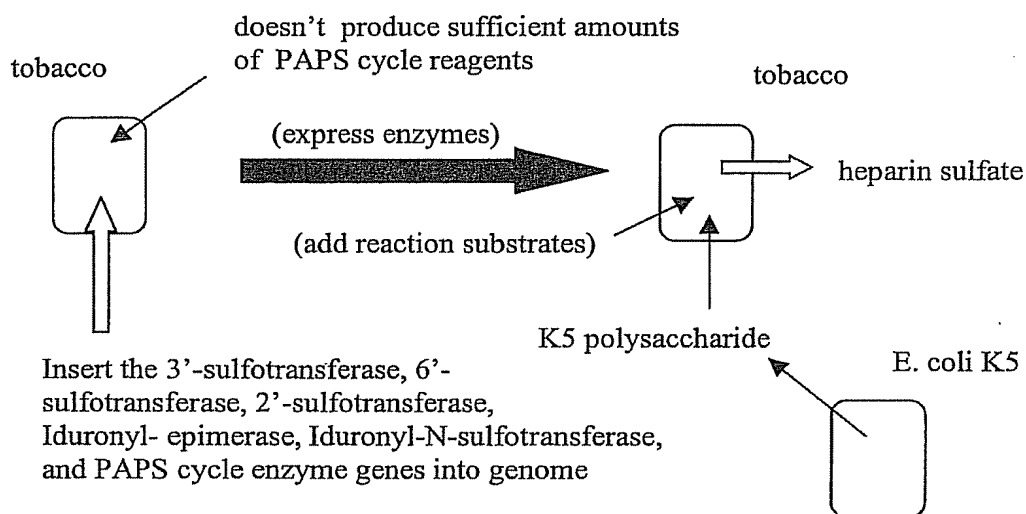 doesn't produce sufficient amounts
of PAPS cycle reagents
tobacco
tobacco
(express enzymes)
heparin sulfate
(add reaction substrates)
K5 polysaccharide
E. coli K5
Insert the 3'-sulfotransferase, 6'-
sulfotransferase, 2'-sulfotransferase,
Iduronyl- epimerase, Iduronyl-N-sulfotransferase,
and PAPS cycle enzyme genes into genome